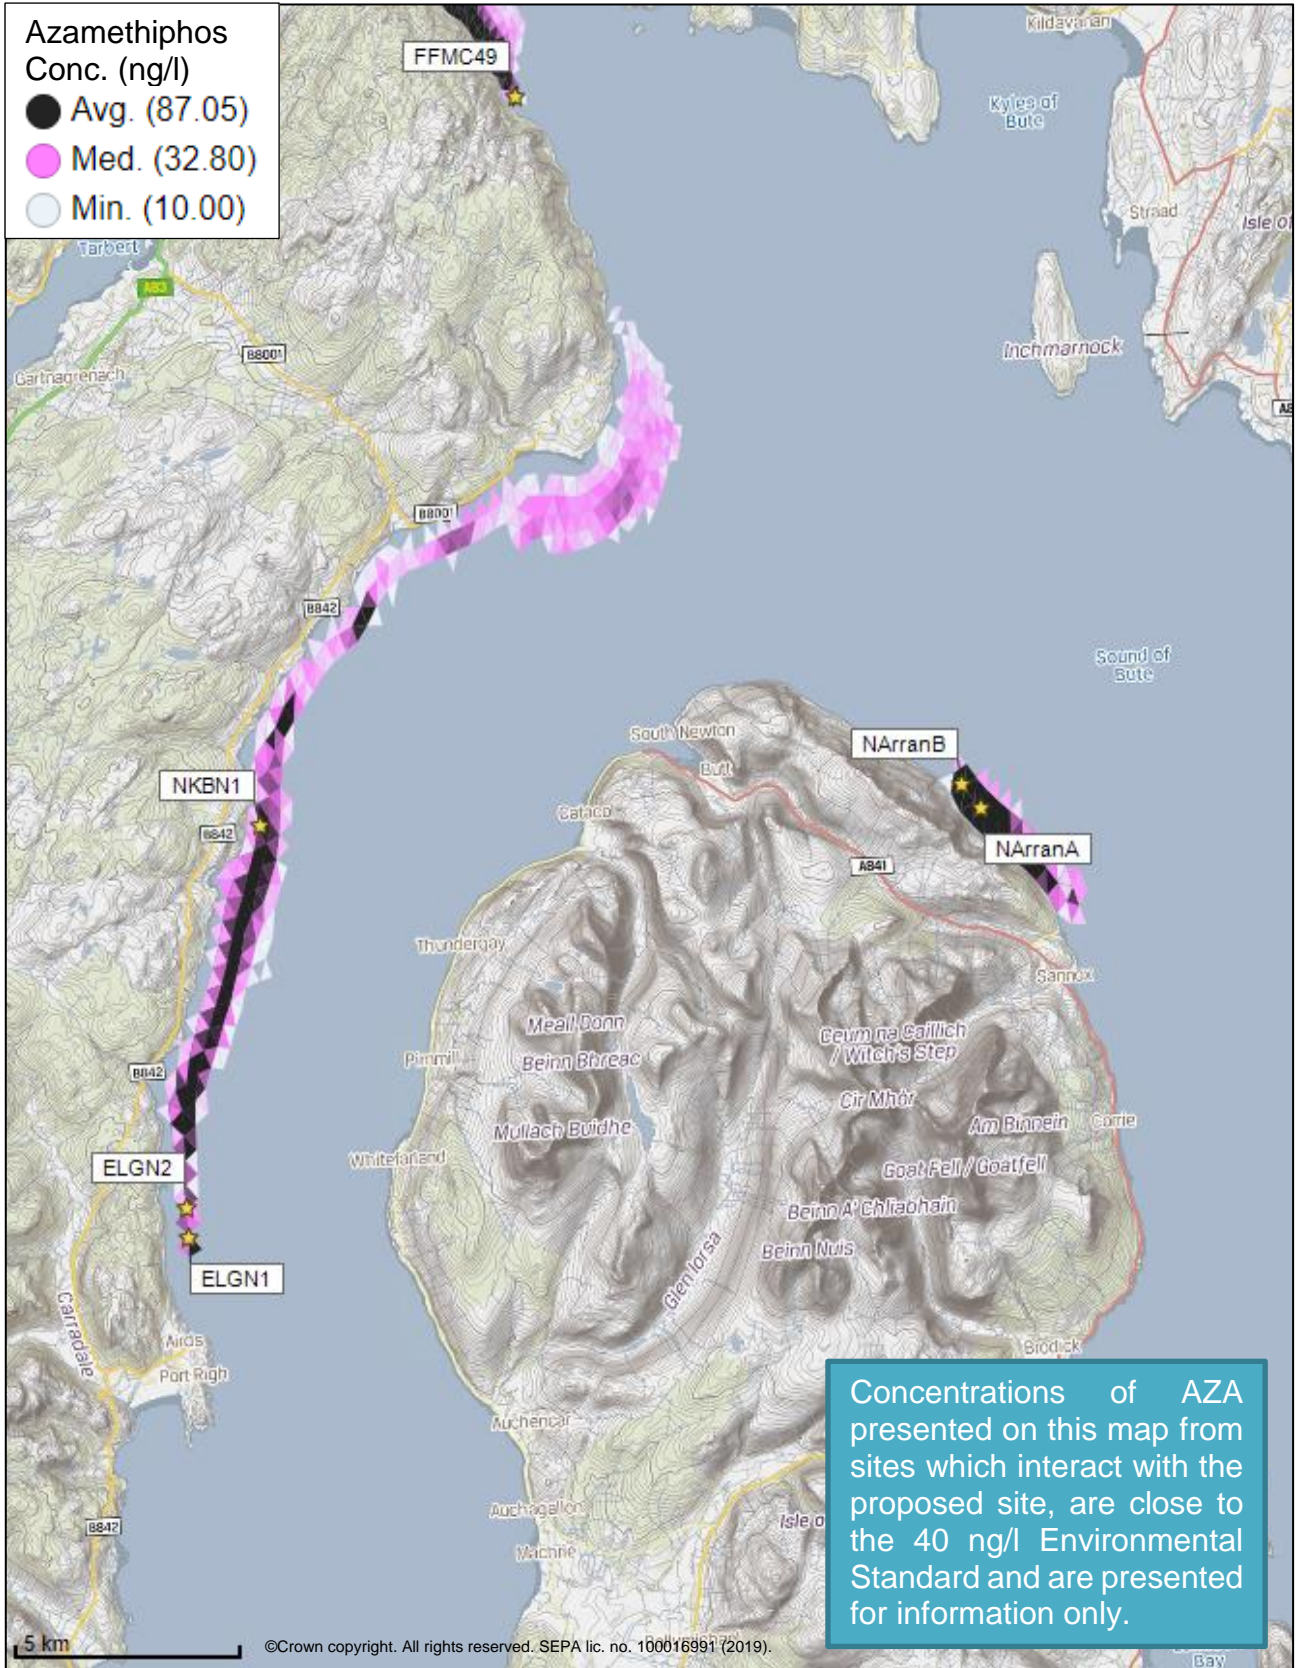 Azamethiphos
Conc. (ng/l)
Avg. (87.05)
Med. (32.80)
Min. (10.00)
FFMC49
Kildavanan
Kyles of
Bute
Straad
Isle of
Tarbert
A83
B8001
Gartnagrenach
Inchmarnock
B8001
B842
Sound of
Bute
South Newton
Butt
NArranB
NKBN1
B842
Catacol
NArranA
A841
Thundergay
Sannox
Meall Donn
Ceum na Caillich
/ Witch's Step
Pirnmill
Beinn Bhreac
B842
Cir Mhòr
Mullach Buidhe
Am Binnein
Corrie
Whitefarland
ELGN2
Goat Fell / Goatfell
Beinn A' Chliabhain
Beinn Nuis
Glen Iorsa
ELGN1
Carradale
Airds
Port Righ
Brodick
Auchencar
Auchagallon
Isle o
B842
Machrie
Concentrations of AZA
presented on this map from
sites which interact with the
proposed site, are close to
the 40 ng/l Environmental
Standard and are presented
for information only.
5 km
©Crown copyright. All rights reserved. SEPA lic. no. 100016991 (2019).
Bay